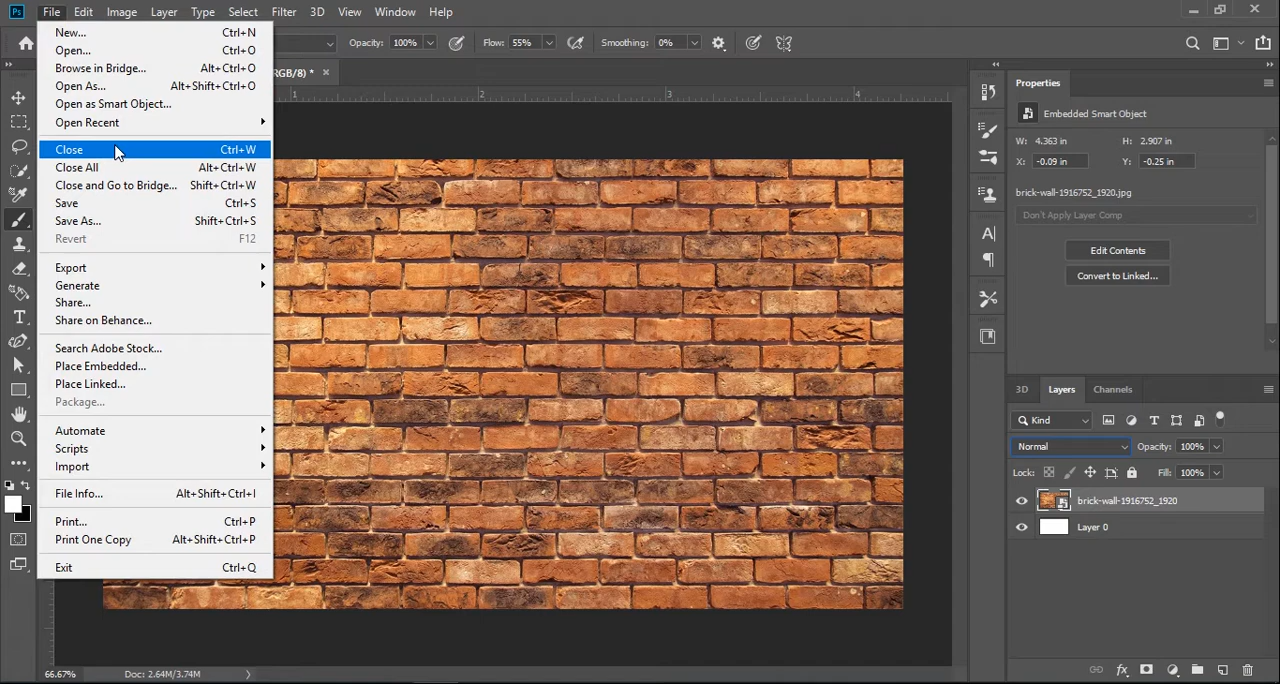 Ps File Edit Image Layer Type Select Filter 3D View Window Help
Opacity: 100% Flow: 55% Smoothing: 0%
RGB/8) * ×
1 2 3 4
New... Ctrl+N
Open... Ctrl+O
Browse in Bridge... Alt+Ctrl+O
Open As... Alt+Shift+Ctrl+O
Open as Smart Object...
Open Recent
Close Ctrl+W
Close All Alt+Ctrl+W
Close and Go to Bridge... Shift+Ctrl+W
Save Ctrl+S
Save As... Shift+Ctrl+S
Revert F12
Export
Generate
Share...
Share on Behance...
Search Adobe Stock...
Place Embedded...
Place Linked...
Package...
Automate
Scripts
Import
File Info... Alt+Shift+Ctrl+I
Print... Ctrl+P
Print One Copy Alt+Shift+Ctrl+P
Exit Ctrl+Q
66.67% Doc: 2.64M/3.74M
Properties
Embedded Smart Object
W: 4.363 in H: 2.907 in
X: -0.09 in Y: -0.25 in
brick-wall-1916752_1920.jpg
Don't Apply Layer Comp
Edit Contents
Convert to Linked...
3D Layers Channels
Kind
Normal Opacity: 100%
Lock: Fill: 100%
brick-wall-1916752_1920
Layer 0